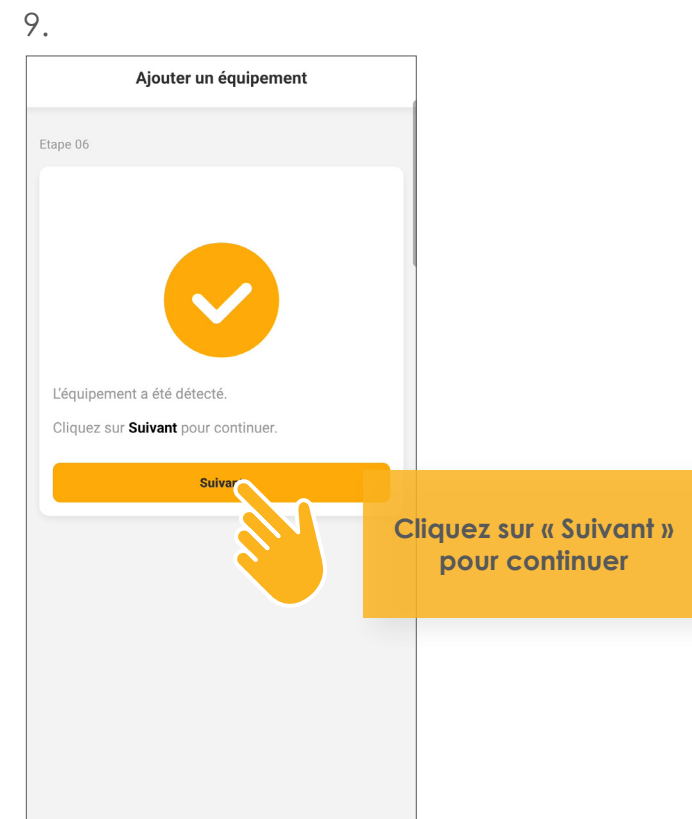 9.
Ajouter un équipement
Etape 06
L'équipement a été détecté.
Cliquez sur Suivant pour continuer.
Suivant
Cliquez sur « Suivant »
pour continuer